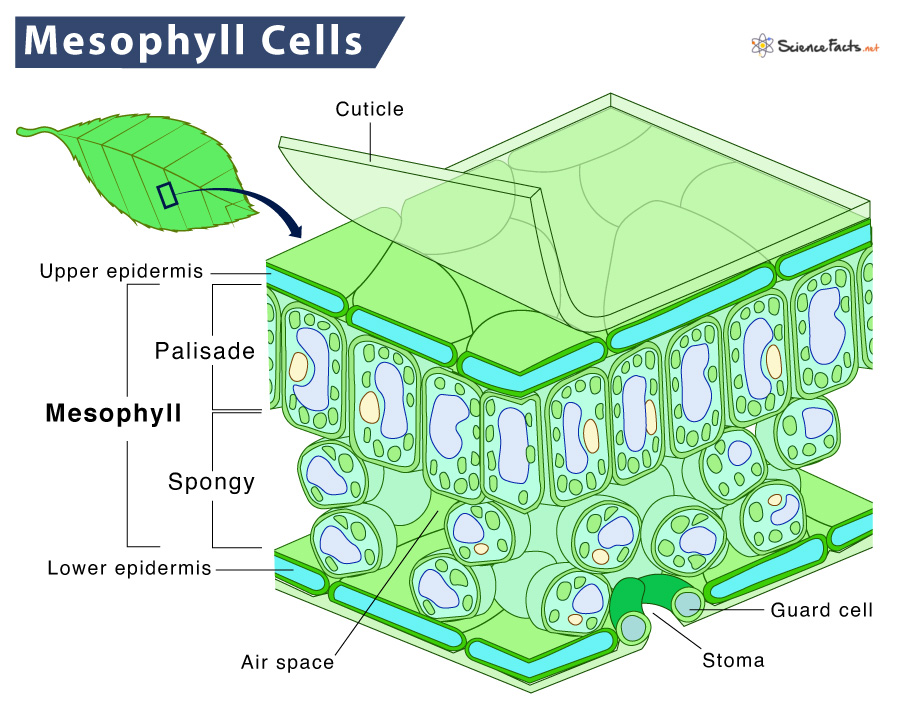 Mesophyll Cells
ScienceFacts.net
Cuticle
Upper epidermis
Palisade
Mesophyll
Spongy
Lower epidermis
Guard cell
Air space
Stoma